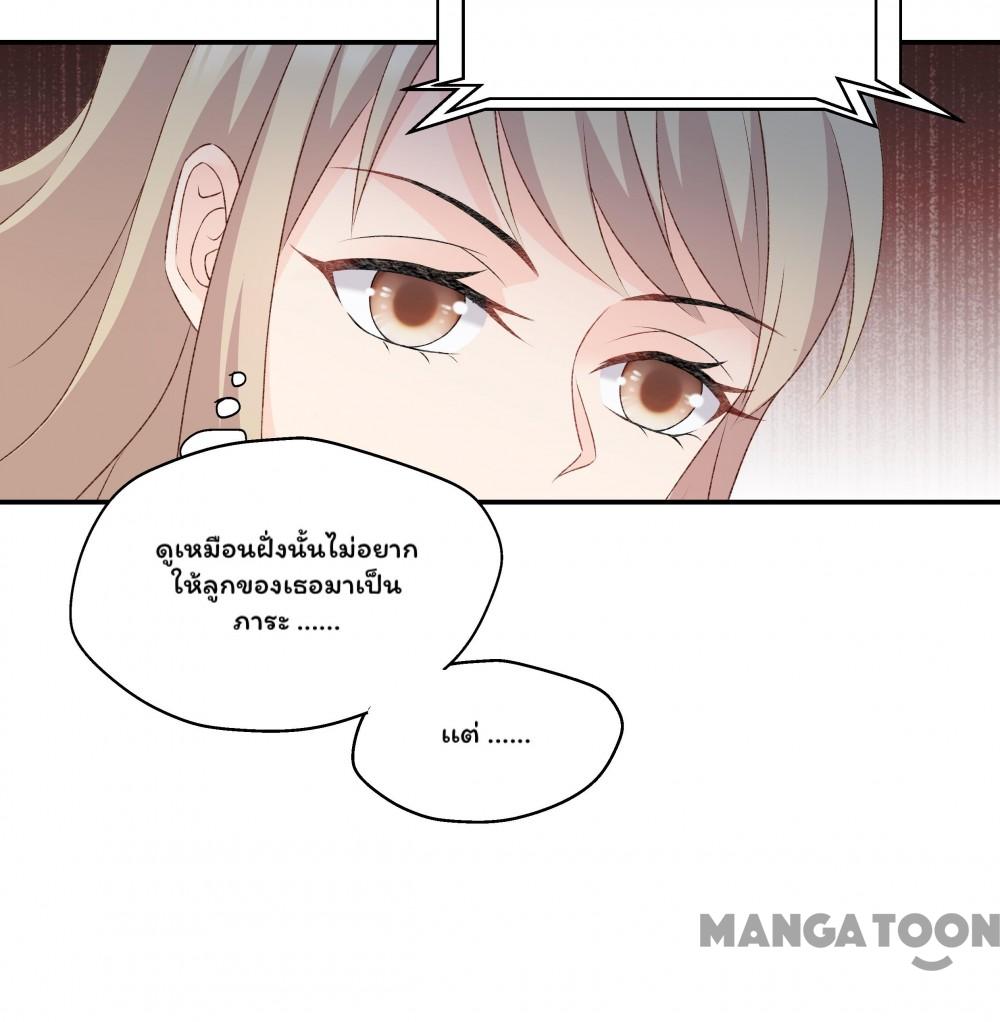 ดูเหมือนฝั่งนั้นไม่อยาก
ให้ลูกของเธอมาเป็น
ภาระ ......
แต่ ......
MANGATOON